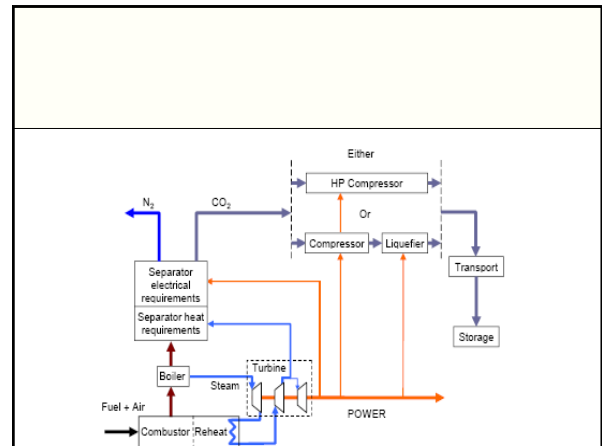 Either
HP Compressor
N2
CO2
Or
Compressor
Liquefier
Separator
electrical
requirements
Transport
Separator heat
requirements
Storage
Turbine
Boiler
Steam
Fuel + Air
POWER
Combustor
Reheat